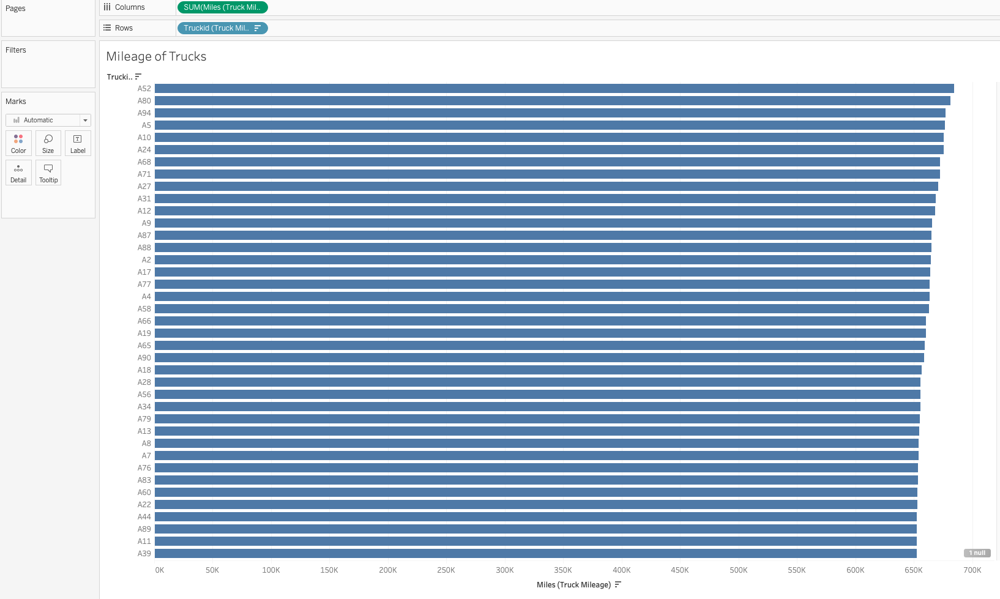 Pages
Columns
SUM(Miles (Truck Mil..
Rows
Truckid (Truck Mil..
Filters
Marks
Automatic
Color
Size
Label
Detail
Tooltip
Mileage of Trucks
Trucki..
A52
A80
A94
A5
A10
A24
A68
A71
A27
A31
A12
A9
A87
A88
A2
A17
A77
A4
A58
A66
A19
A65
A90
A18
A28
A56
A34
A79
A13
A8
A7
A76
A83
A60
A22
A44
A89
A11
A39
1 null
0K 50K 100K 150K 200K 250K 300K 350K 400K 450K 500K 550K 600K 650K 700K
Miles (Truck Mileage)